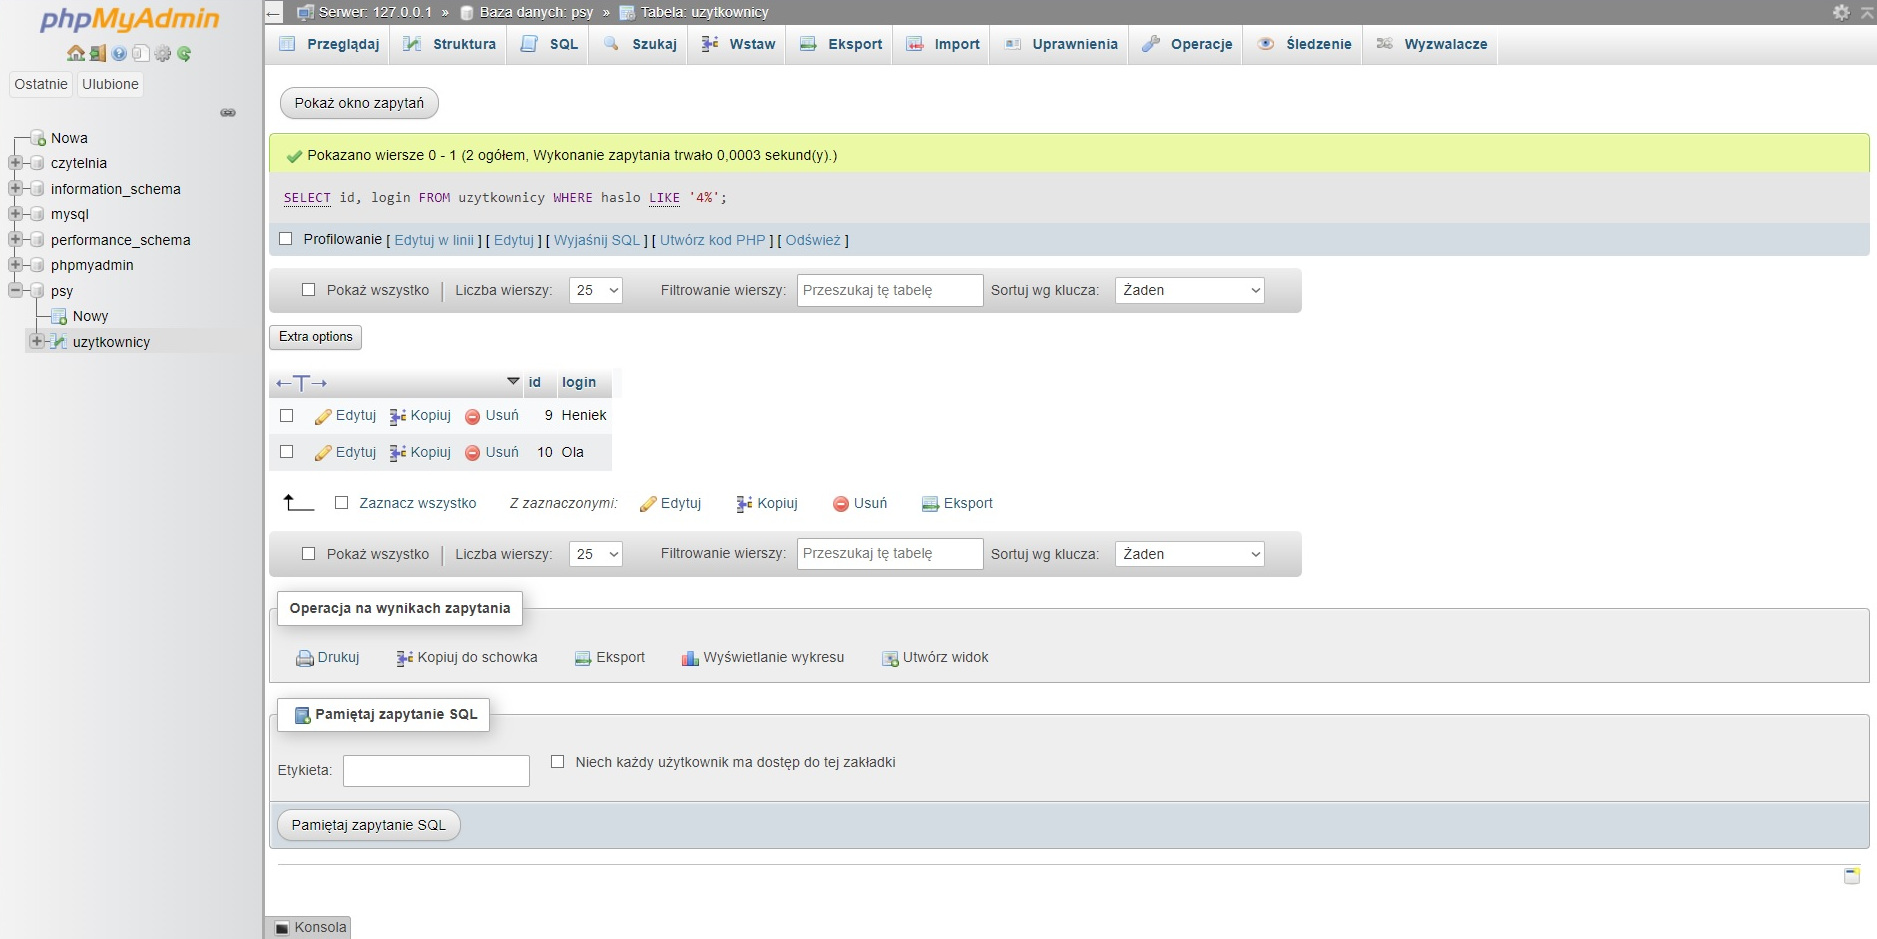 phpMyAdmin
Ostatnie Ulubione
Nowa
czytelnia
information_schema
mysql
performance_schema
phpmyadmin
psy
Nowy
uzytkownicy
Serwer: 127.0.0.1 » Baza danych: psy » Tabela: uzytkownicy
Przeglądaj Struktura SQL Szukaj Wstaw Eksport Import Uprawnienia Operacje Śledzenie Wyzwalacze
Pokaż okno zapytań
Pokazano wiersze 0 - 1 (2 ogółem, Wykonanie zapytania trwało 0,0003 sekund(y).)
SELECT id, login FROM uzytkownicy WHERE haslo LIKE '4%';
Profilowanie [ Edytuj w linii ] [ Edytuj ] [ Wyjaśnij SQL ] [ Utwórz kod PHP ] [ Odśwież ]
Pokaż wszystko | Liczba wierszy: 25 Filtrowanie wierszy: Przeszukaj tę tabelę Sortuj wg klucza: Żaden
Extra options
←T→ id login
Edytuj Kopiuj Usuń 9 Heniek
Edytuj Kopiuj Usuń 10 Ola
Zaznacz wszystko Z zaznaczonymi: Edytuj Kopiuj Usuń Eksport
Pokaż wszystko | Liczba wierszy: 25 Filtrowanie wierszy: Przeszukaj tę tabelę Sortuj wg klucza: Żaden
Operacja na wynikach zapytania
Drukuj Kopiuj do schowka Eksport Wyświetlanie wykresu Utwórz widok
Pamiętaj zapytanie SQL
Etykieta: Niech każdy użytkownik ma dostęp do tej zakładki
Pamiętaj zapytanie SQL
Konsola